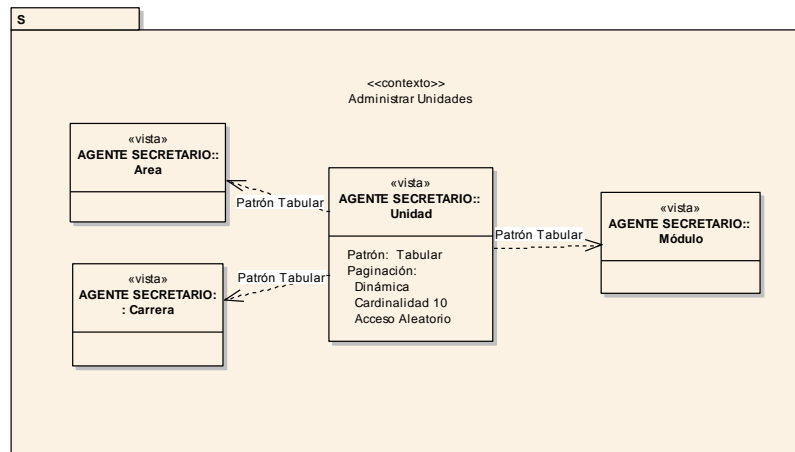 S
<<contexto>>
Administrar Unidades
«vista»
AGENTE SECRETARIO::
Area
Patrón Tabular
«vista»
AGENTE SECRETARIO::
Unidad
Patrón: Tabular
Paginación:
Dinámica
Cardinalidad 10
Acceso Aleatorio
Patrón Tabular
«vista»
AGENTE SECRETARIO::
Módulo
«vista»
AGENTE SECRETARIO:
: Carrera
Patrón Tabular